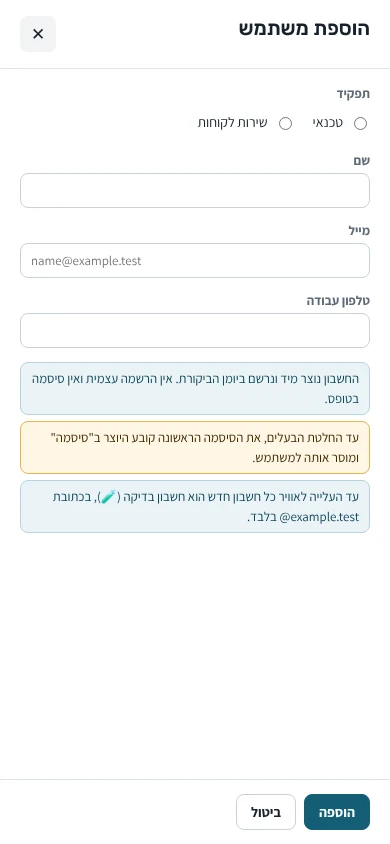 הוספת משתמש
✕
תפקיד
טכנאי
שירות לקוחות
שם
מייל
name@example.test
טלפון עבודה
החשבון נוצר מיד ונרשם ביומן הביקורת. אין הרשמה עצמית ואין סיסמה
בטופס.
עד החלטת הבעלים, את הסיסמה הראשונה קובע היוצר ב"סיסמה"
ומוסר אותה למשתמש.
עד העלייה לאוויר כל חשבון חדש הוא חשבון בדיקה (🧪), בכתובת
@example.test בלבד.
הוספה
ביטול